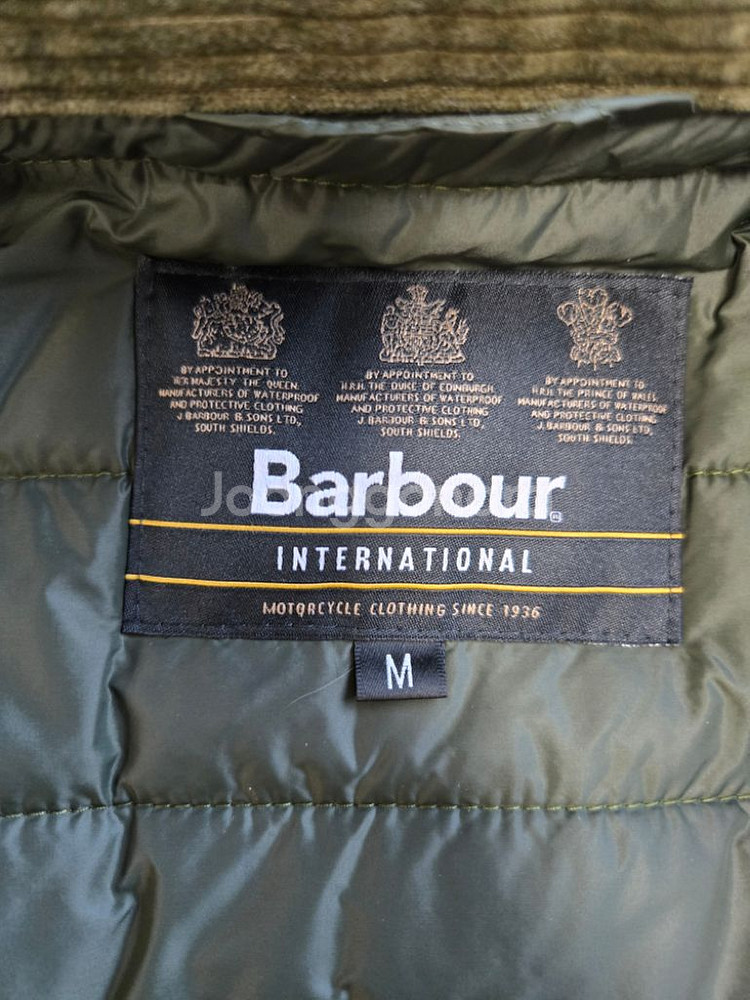 BY APPOINTMENT TO
HER MAJESTY THE QUEEN
MANUFACTURERS OF WATERPROOF
AND PROTECTIVE CLOTHING
J. BARBOUR & SONS LTD.,
SOUTH SHIELDS.
BY APPOINTMENT TO
H.R.H. THE DUKE OF EDINBURGH
MANUFACTURERS OF WATERPROOF
AND PROTECTIVE CLOTHING
J. BARBOUR & SONS LTD.,
SOUTH SHIELDS.
BY APPOINTMENT TO
H.R.H. THE PRINCE OF WALES
MANUFACTURERS OF WATERPROOF
AND PROTECTIVE CLOTHING
J. BARBOUR & SONS LTD.,
SOUTH SHIELDS.
Barbour
INTERNATIONAL
MOTORCYCLE CLOTHING SINCE 1936
M